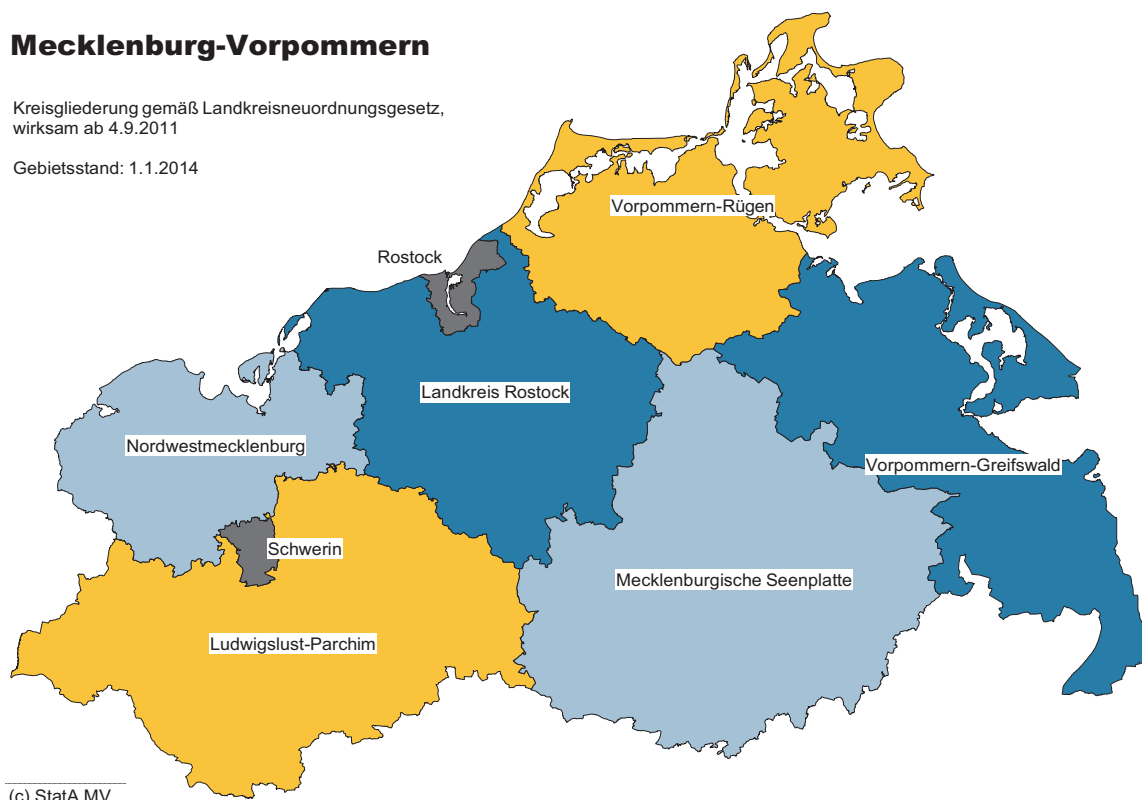 Mecklenburg-Vorpommern
Kreisgliederung gemäß Landkreisneuordnungsgesetz,
wirksam ab 4.9.2011
Gebietsstand: 1.1.2014
Vorpommern-Rügen
Rostock
Landkreis Rostock
Nordwestmecklenburg
Vorpommern-Greifswald
Schwerin
Mecklenburgische Seenplatte
Ludwigslust-Parchim
(c) StatA MV